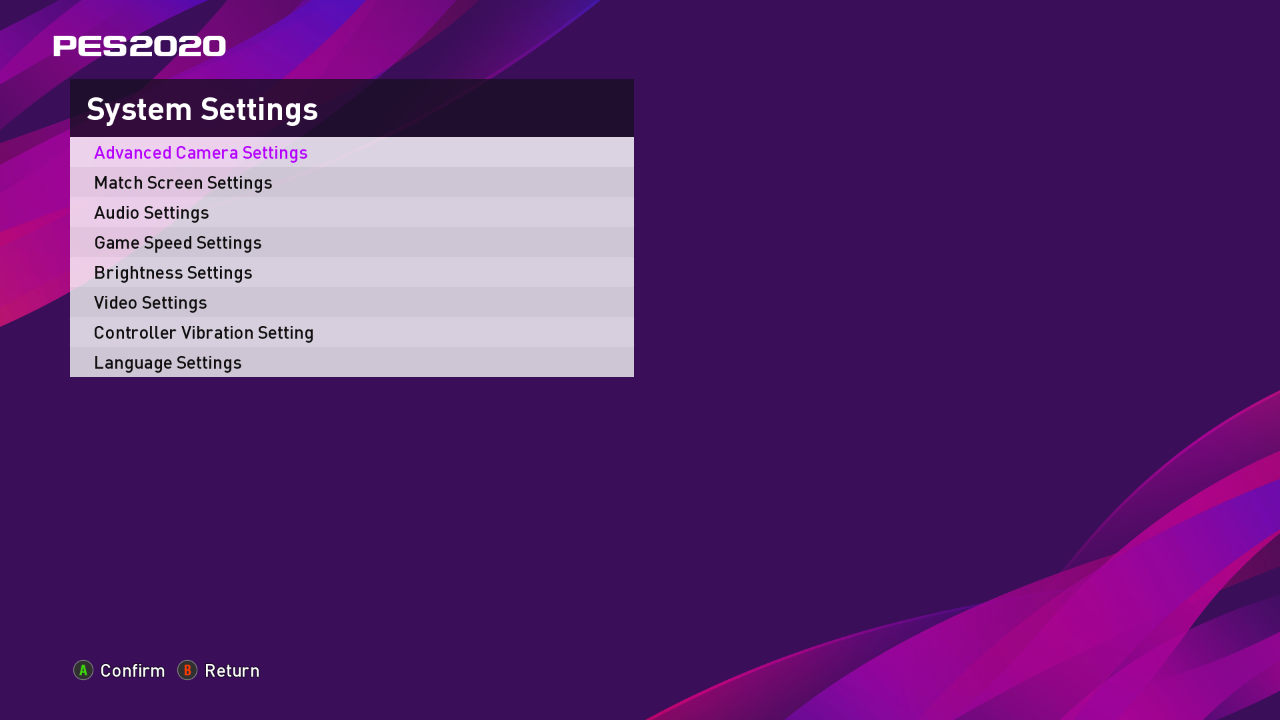 PES2020
System Settings
Advanced Camera Settings
Match Screen Settings
Audio Settings
Game Speed Settings
Brightness Settings
Video Settings
Controller Vibration Setting
Language Settings
A Confirm B Return